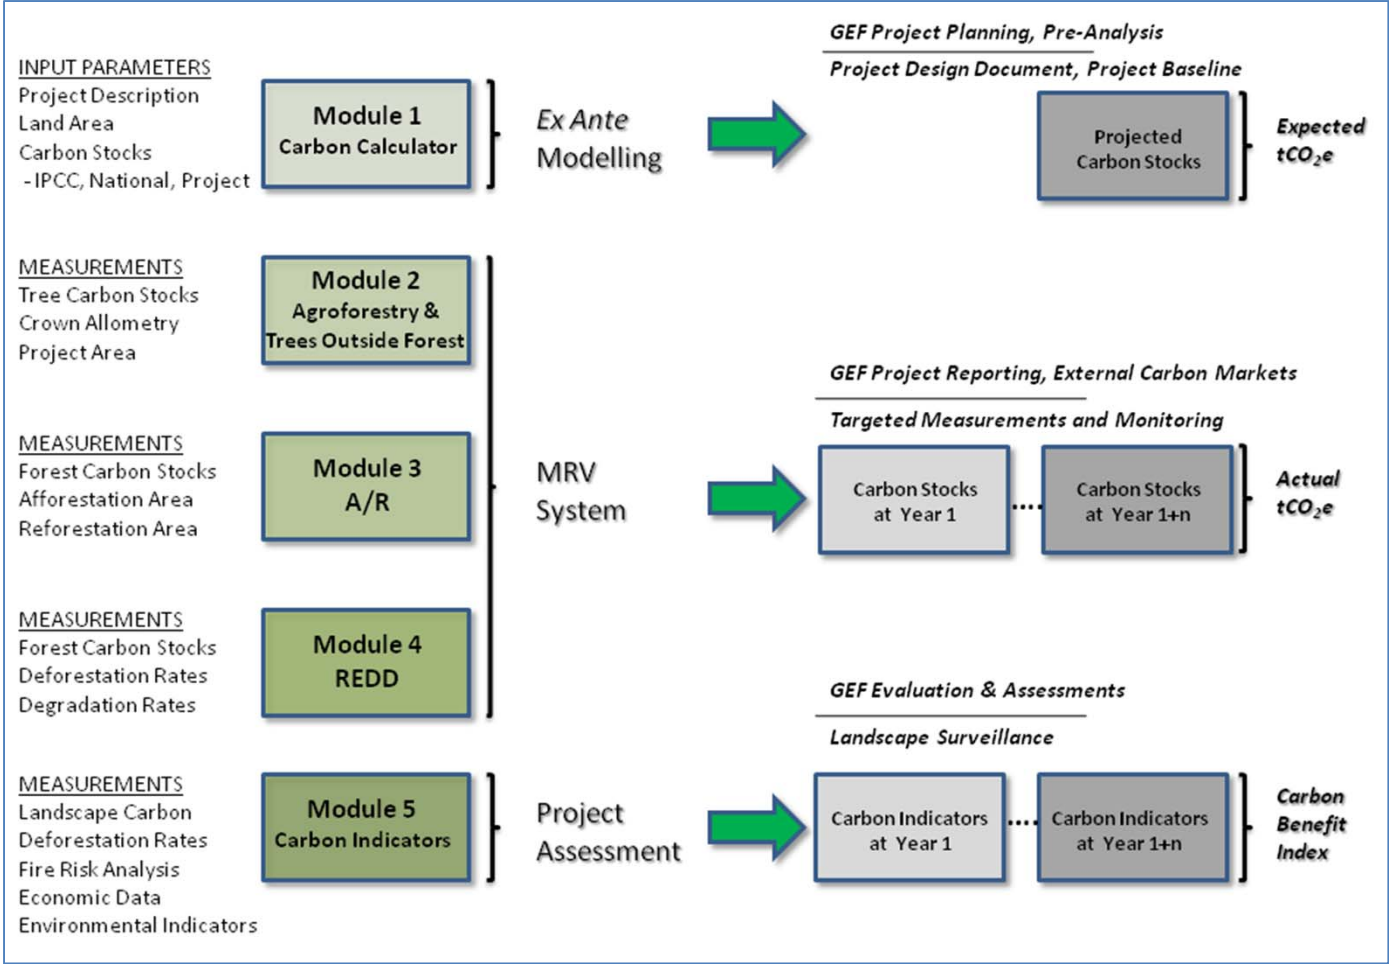 INPUT PARAMETERS
Project Description
Land Area
Carbon Stocks
-IPCC, National, Project
Module 1
Carbon Calculator
Ex Ante
Modelling
GEF Project Planning, Pre-Analysis
Project Design Document, Project Baseline
Projected
Carbon Stocks
Expected
tCO₂e
MEASUREMENTS
Tree Carbon Stocks
Crown Allometry
Project Area
Module 2
Agroforestry &
Trees Outside Forest
MEASUREMENTS
Forest Carbon Stocks
Afforestation Area
Reforestation Area
Module 3
A/R
MRV
System
GEF Project Reporting, External Carbon Markets
Targeted Measurements and Monitoring
Carbon Stocks
at Year 1
....
Carbon Stocks
at Year 1+n
Actual
tCO₂e
MEASUREMENTS
Forest Carbon Stocks
Deforestation Rates
Degradation Rates
Module 4
REDD
MEASUREMENTS
Landscape Carbon
Deforestation Rates
Fire Risk Analysis
Economic Data
Environmental Indicators
Module 5
Carbon Indicators
Project
Assessment
GEF Evaluation & Assessments
Landscape Surveillance
Carbon Indicators
at Year 1
....
Carbon Indicators
at Year 1+n
Carbon
Benefit
Index